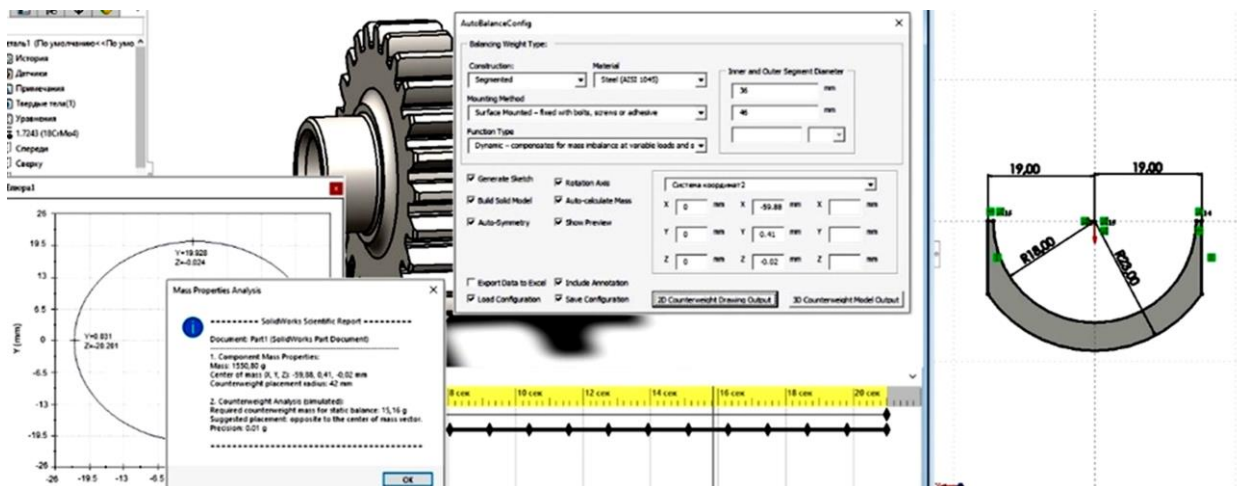 История
Датчики
Примечания
Твердые тела(1)
Уравнения
1.7243 (18CrMo4)
Спереди
Сверху
26
19.5
13
6.5
0
-6.5
-13
-19.5
-26
Y (mm)
Y=19.928
Z=-0.024
Y=0.831
Z=-20.201
-26
-19.5
-13
-6.5
Mass Properties Analysis
========= SolidWorks Scientific Report =========
Document: Part1 (SolidWorks Part Document)
1. Component Mass Properties:
Mass: 1550,80 g
Center of mass (X, Y, Z): -59,88, 0,41, -0,02 mm
Counterweight placement radius: 42 mm
2. Counterweight Analysis (simulated)
Required counterweight mass for static balance: 15,16 g
Suggested placement: opposite to the center of mass vector.
Precision: 0.01 g
OK
AutoBalanceConfig
Balancing Weight Type:
Construction:
Material
Segmented
Steel (AISI 1045)
Mounting Method
Surface Mounted – fixed with bolts, screws or adhesive
Function Type
Dynamic – compensates for mass imbalance at variable loads and s
Inner and Outer Segment Diameter
36 mm
46 mm
Generate Sketch
Rotation Axis
Build Solid Model
Auto-calculate Mass
Auto-Symmetry
Show Preview
Система координат2
X 0 mm X -59.88 mm X mm
Y 0 mm Y 0.41 mm Y mm
Z 0 mm Z -0.02 mm Z mm
Export Data to Excel
Include Annotation
Load Configuration
Save Configuration
2D Counterweight Drawing Output
3D Counterweight Model Output
8 сек
10 сек
12 сек
14 сек
16 сек
18 сек
20 сек
19,00
19,00
R18,00
R23,00